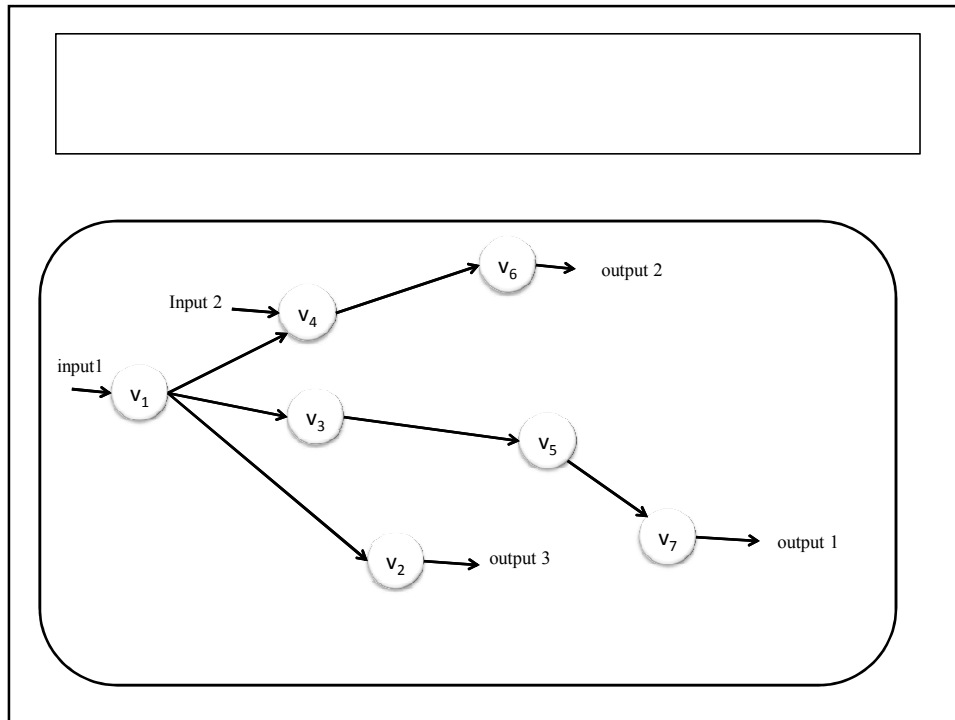 v₆
output 2
Input 2
v₄
input1
v₁
v₃
v₅
v₇
output 1
v₂
output 3